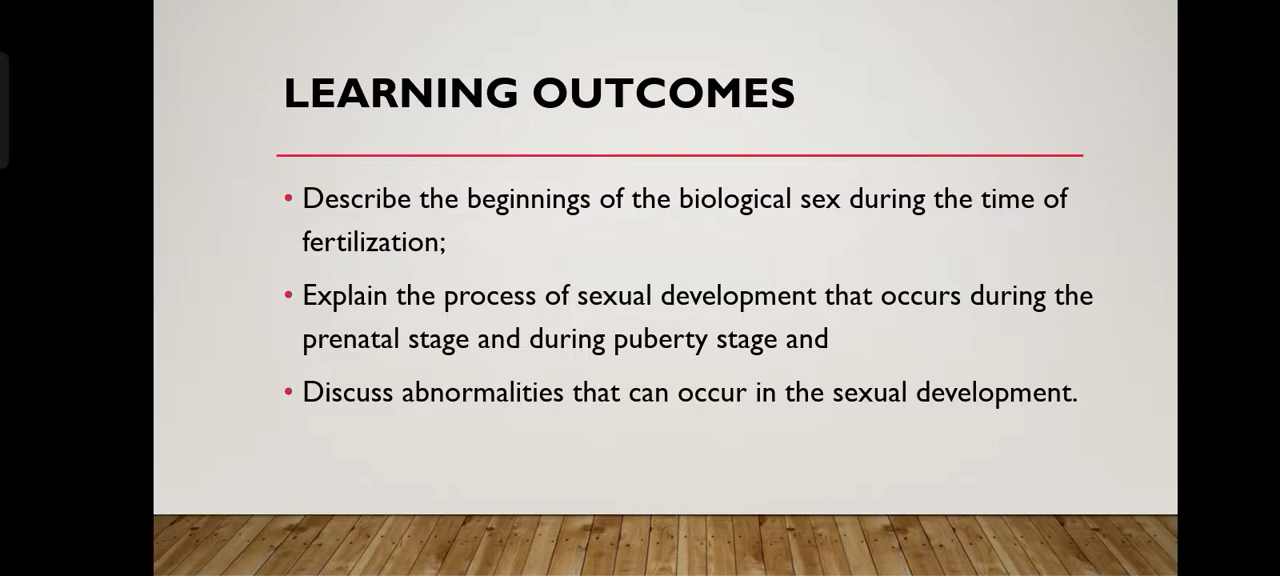 LEARNING OUTCOMES
• Describe the beginnings of the biological sex during the time of
fertilization;
• Explain the process of sexual development that occurs during the
prenatal stage and during puberty stage and
• Discuss abnormalities that can occur in the sexual development.